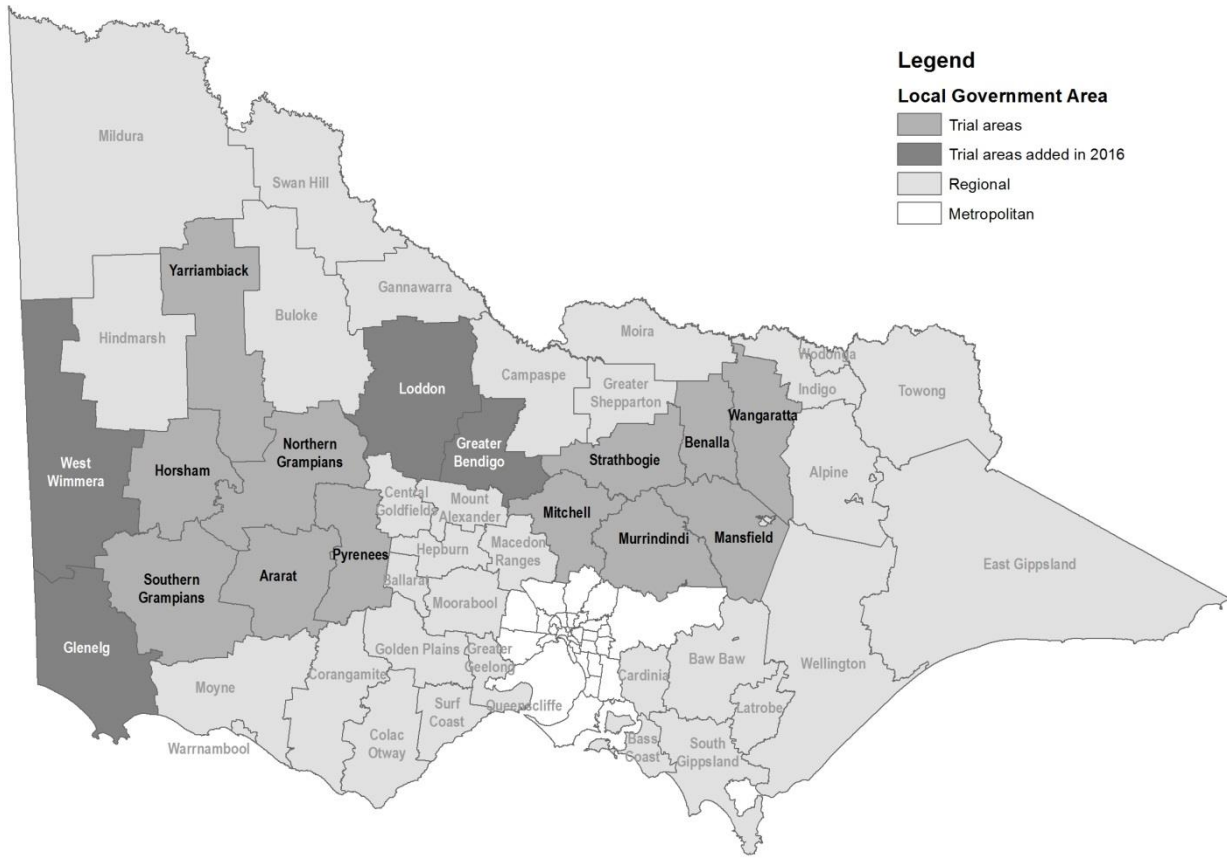 Legend
Local Government Area
Trial areas
Trial areas added in 2016
Regional
Metropolitan
Mildura
Swan Hill
Yarriambiack
Gannawarra
Buloke
Hindmarsh
Moira
Wodonga
Indigo
Towong
Campaspe
Greater
Shepparton
Loddon
Wangaratta
Benalla
Northern
Grampians
Greater
Bendigo
Strathbogie
West
Wimmera
Horsham
Alpine
Central
Goldfields
Mount
Alexander
Mitchell
Murrindindi
Mansfield
Pyrenees
Hepburn
Macedon
Ranges
East Gippsland
Southern
Grampians
Ararat
Ballarat
Moorabool
Glenelg
Golden Plains
Greater
Geelong
Corangamite
Moyne
Cardinia
Baw Baw
Wellington
Latrobe
Queenscliffe
Surf
Coast
Colac
Otway
Warrnambool
Bass
Coast
South
Gippsland